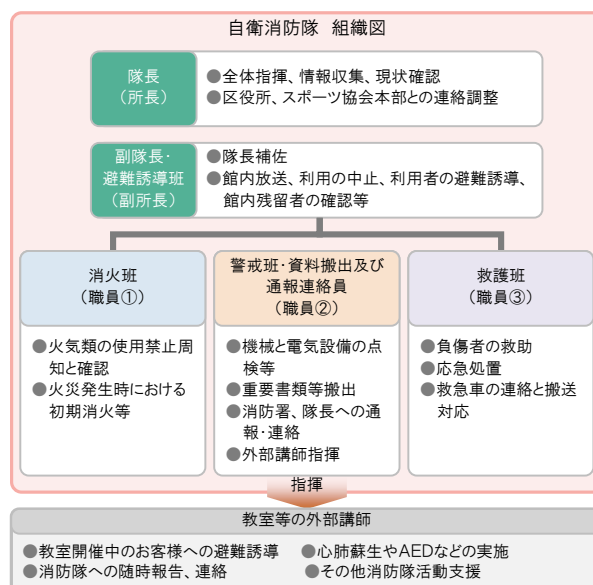 自衛消防隊 組織図
隊長
（所長）
●全体指揮、情報収集、現状確認
●区役所、スポーツ協会本部との連絡調整
副隊長・
避難誘導班
（副所長）
●隊長補佐
●館内放送、利用の中止、利用者の避難誘導、
館内残留者の確認等
消火班
（職員①）
●火気類の使用禁止周
知と確認
●火災発生時における
初期消火等
警戒班・資料搬出及び
通報連絡員
（職員②）
●機械と電気設備の点
検等
●重要書類等搬出
●消防署、隊長への通
報・連絡
●外部講師指揮
救護班
（職員③）
●負傷者の救助
●応急処置
●救急車の連絡と搬送
対応
指揮
教室等の外部講師
●教室開催中のお客様への避難誘導
●消防隊への随時報告、連絡
●心肺蘇生やAEDなどの実施
●その他消防隊活動支援